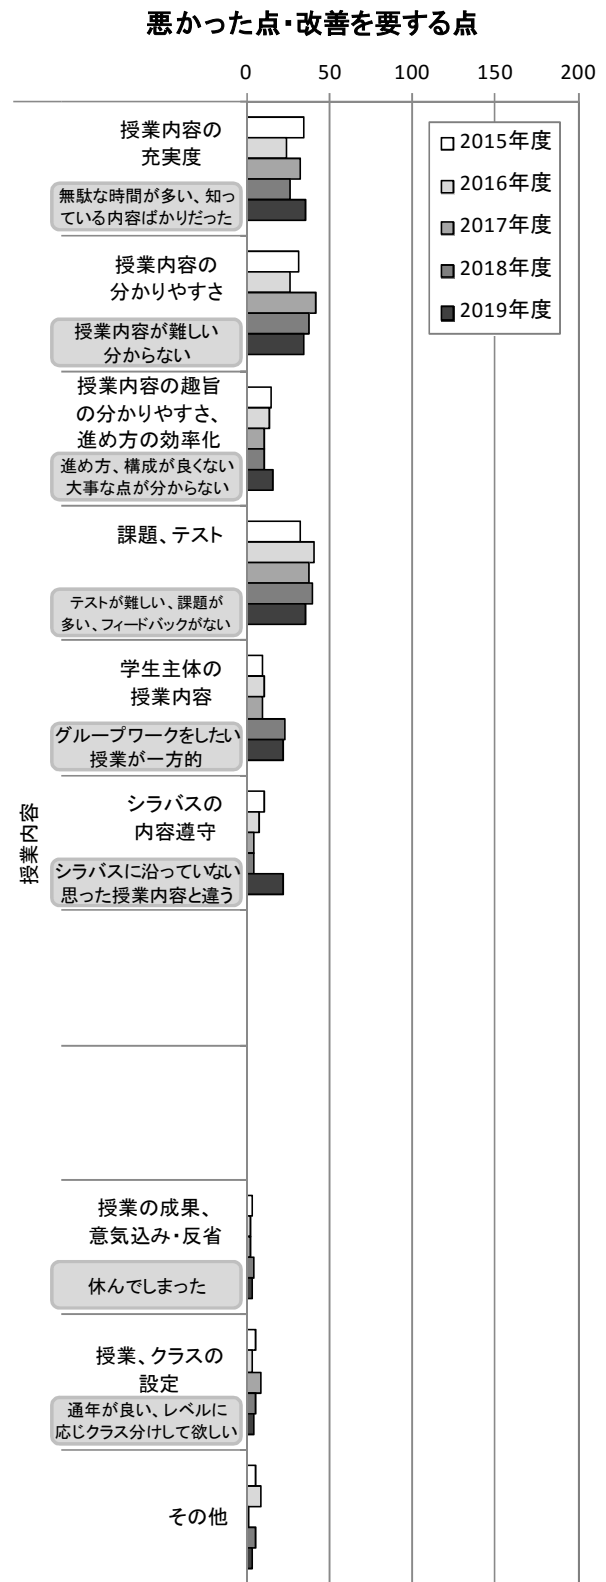 悪かった点・改善を要する点
0 50 100 150 200
2015年度
2016年度
2017年度
2018年度
2019年度
授業内容
授業内容の
充実度
無駄な時間が多い、知っ
ている内容ばかりだった
授業内容の
分かりやすさ
授業内容が難しい
分からない
授業内容の趣旨
の分かりやすさ、
進め方の効率化
進め方、構成が良くない
大事な点が分からない
課題、テスト
テストが難しい、課題が
多い、フィードバックがない
学生主体の
授業内容
グループワークをしたい
授業が一方的
シラバスの
内容遵守
シラバスに沿っていない
思った授業内容と違う
授業の成果、
意気込み・反省
休んでしまった
授業、クラスの
設定
通年が良い、レベルに
応じクラス分けして欲しい
その他